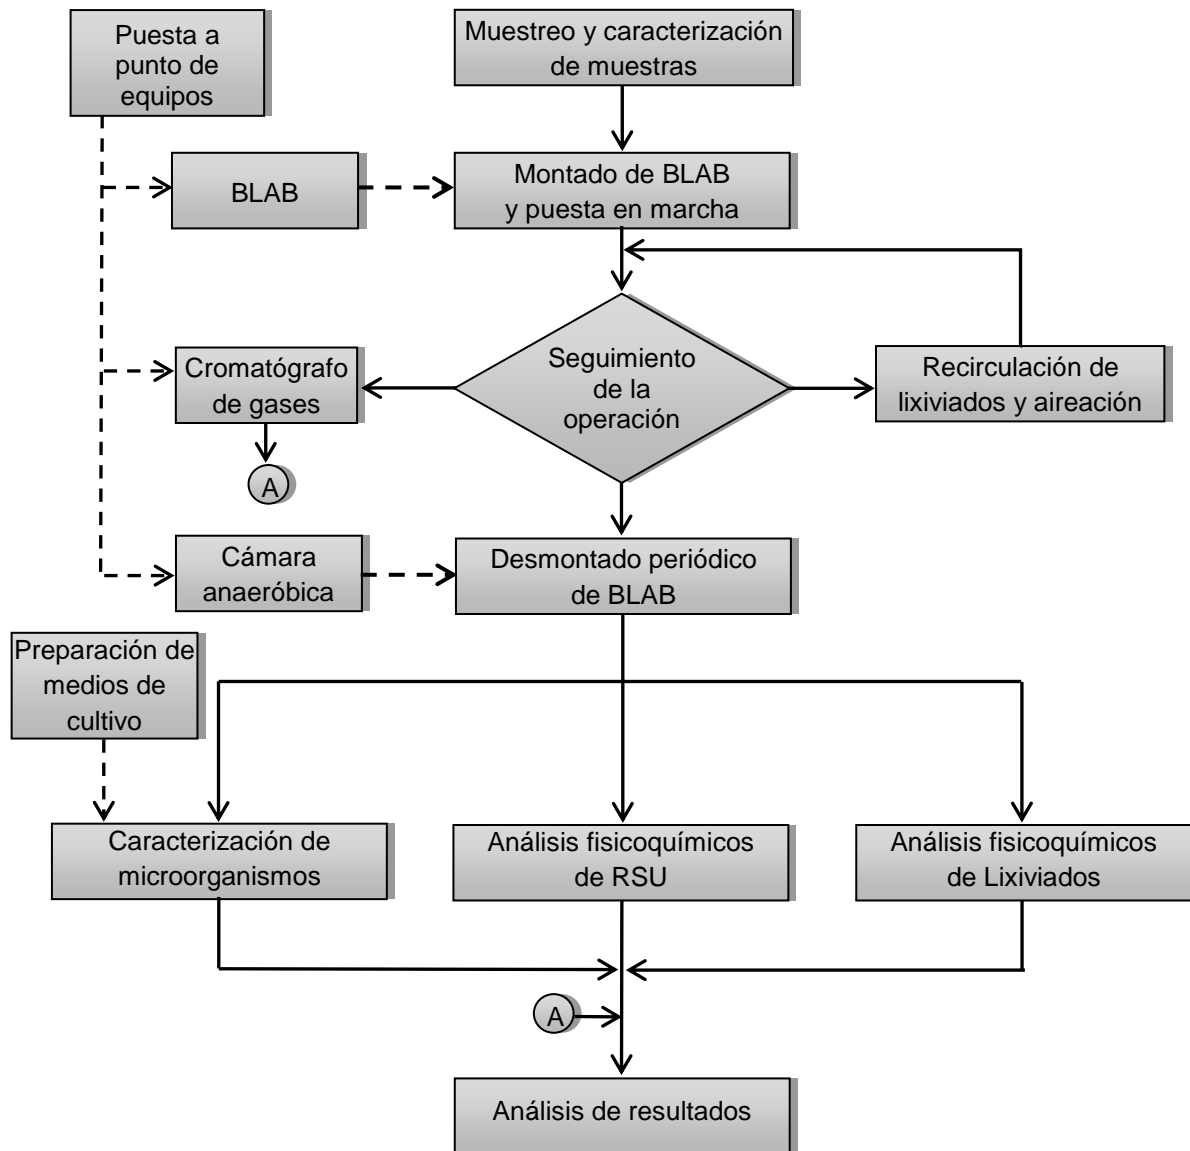 Puesta a
punto de
equipos
Muestreo y caracterización
de muestras
BLAB
Montado de BLAB
y puesta en marcha
Cromatógrafo
de gases
Seguimiento
de la
operación
Recirculación de
lixiviados y aireación
A
Cámara
anaeróbica
Desmontado periódico
de BLAB
Preparación de
medios de
cultivo
Caracterización de
microorganismos
Análisis fisicoquímicos
de RSU
Análisis fisicoquímicos
de Lixiviados
A
Análisis de resultados